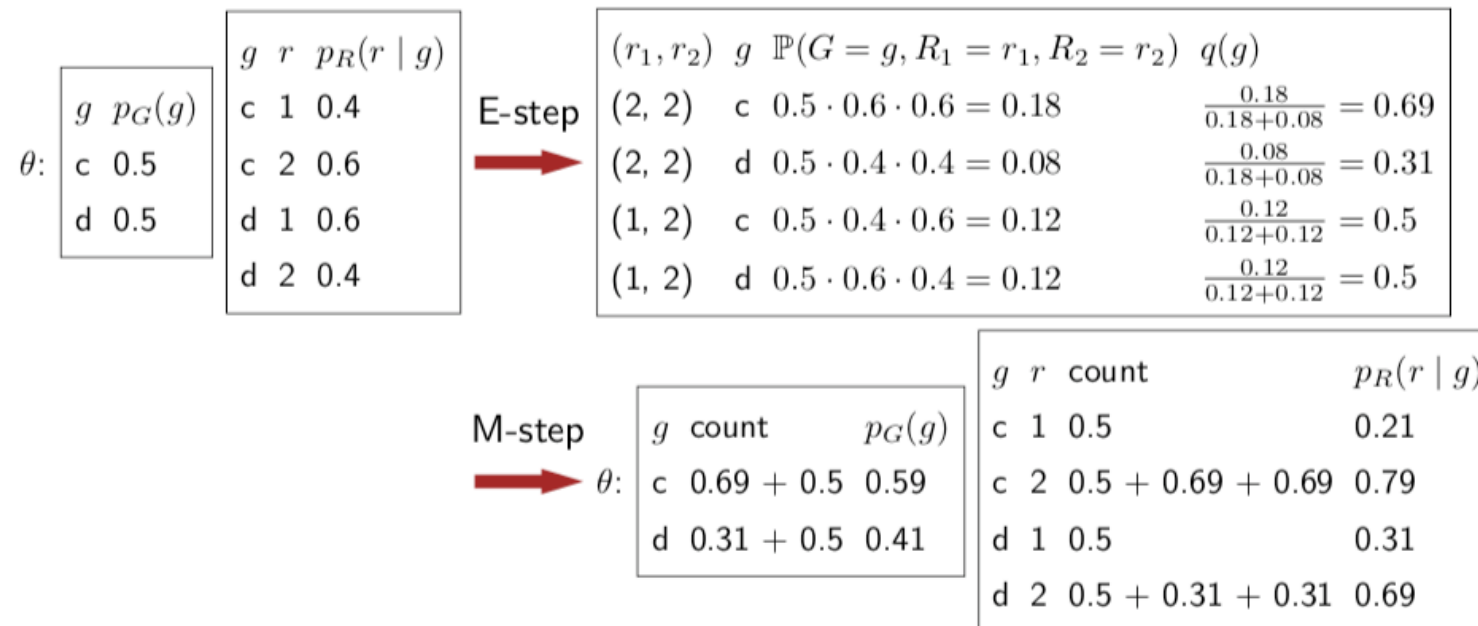 θ:
g p_G(g)
c 0.5
d 0.5
g r p_R(r | g)
c 1 0.4
c 2 0.6
d 1 0.6
d 2 0.4
E-step
(r_1, r_2) g ℙ(G = g, R_1 = r_1, R_2 = r_2) q(g)
(2, 2) c 0.5 · 0.6 · 0.6 = 0.18 0.18/(0.18+0.08) = 0.69
(2, 2) d 0.5 · 0.4 · 0.4 = 0.08 0.08/(0.18+0.08) = 0.31
(1, 2) c 0.5 · 0.4 · 0.6 = 0.12 0.12/(0.12+0.12) = 0.5
(1, 2) d 0.5 · 0.6 · 0.4 = 0.12 0.12/(0.12+0.12) = 0.5
M-step
θ:
g count p_G(g)
c 0.69 + 0.5 0.59
d 0.31 + 0.5 0.41
g r count p_R(r | g)
c 1 0.5 0.21
c 2 0.5 + 0.69 + 0.69 0.79
d 1 0.5 0.31
d 2 0.5 + 0.31 + 0.31 0.69